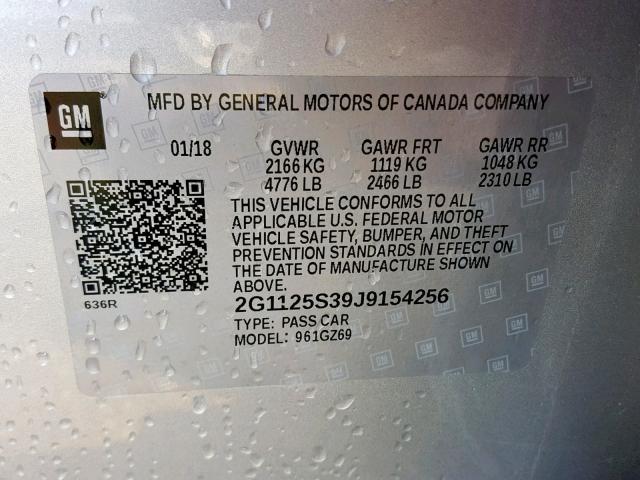 GM
MFD BY GENERAL MOTORS OF CANADA COMPANY
01/18 GVWR GAWR FRT GAWR RR
2166 KG 1119 KG 1048 KG
4776 LB 2466 LB 2310 LB
THIS VEHICLE CONFORMS TO ALL
APPLICABLE U.S. FEDERAL MOTOR
VEHICLE SAFETY, BUMPER, AND THEFT
PREVENTION STANDARDS IN EFFECT ON
THE DATE OF MANUFACTURE SHOWN
ABOVE.
636R
2G1125S39J9154256
TYPE: PASS CAR
MODEL: 961GZ69